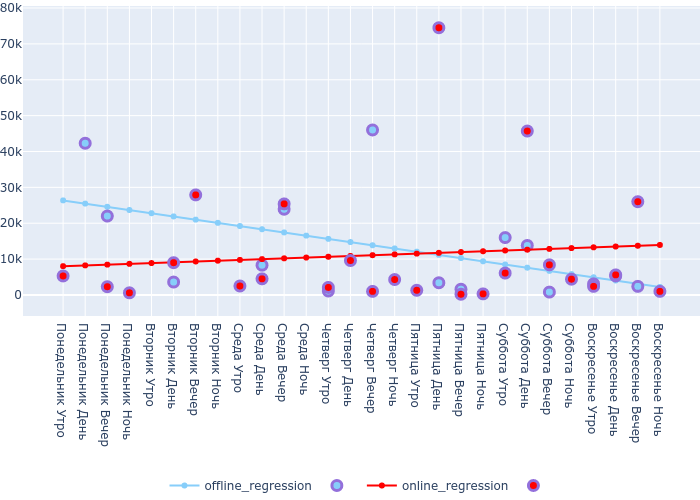 80k
70k
60k
50k
40k
30k
20k
10k
0
Понедельник Утро
Понедельник День
Понедельник Вечер
Понедельник Ночь
Вторник Утро
Вторник День
Вторник Вечер
Вторник Ночь
Среда Утро
Среда День
Среда Вечер
Среда Ночь
Четверг Утро
Четверг День
Четверг Вечер
Четверг Ночь
Пятница Утро
Пятница День
Пятница Вечер
Пятница Ночь
Суббота Утро
Суббота День
Суббота Вечер
Суббота Ночь
Воскресенье Утро
Воскресенье День
Воскресенье Вечер
Воскресенье Ночь
offline_regression
online_regression